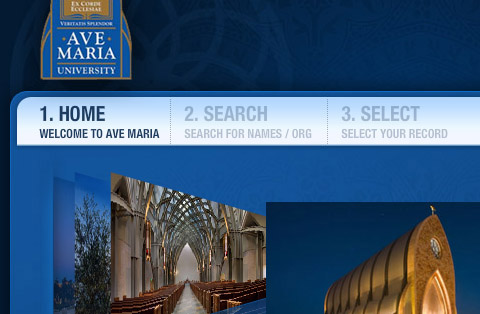 EX CORDE
ECCLESIAE
VERITATIS SPLENDOR
· AVE ·
MARIA
UNIVERSITY
1. HOME
WELCOME TO AVE MARIA
2. SEARCH
SEARCH FOR NAMES / ORG
3. SELECT
SELECT YOUR RECORD